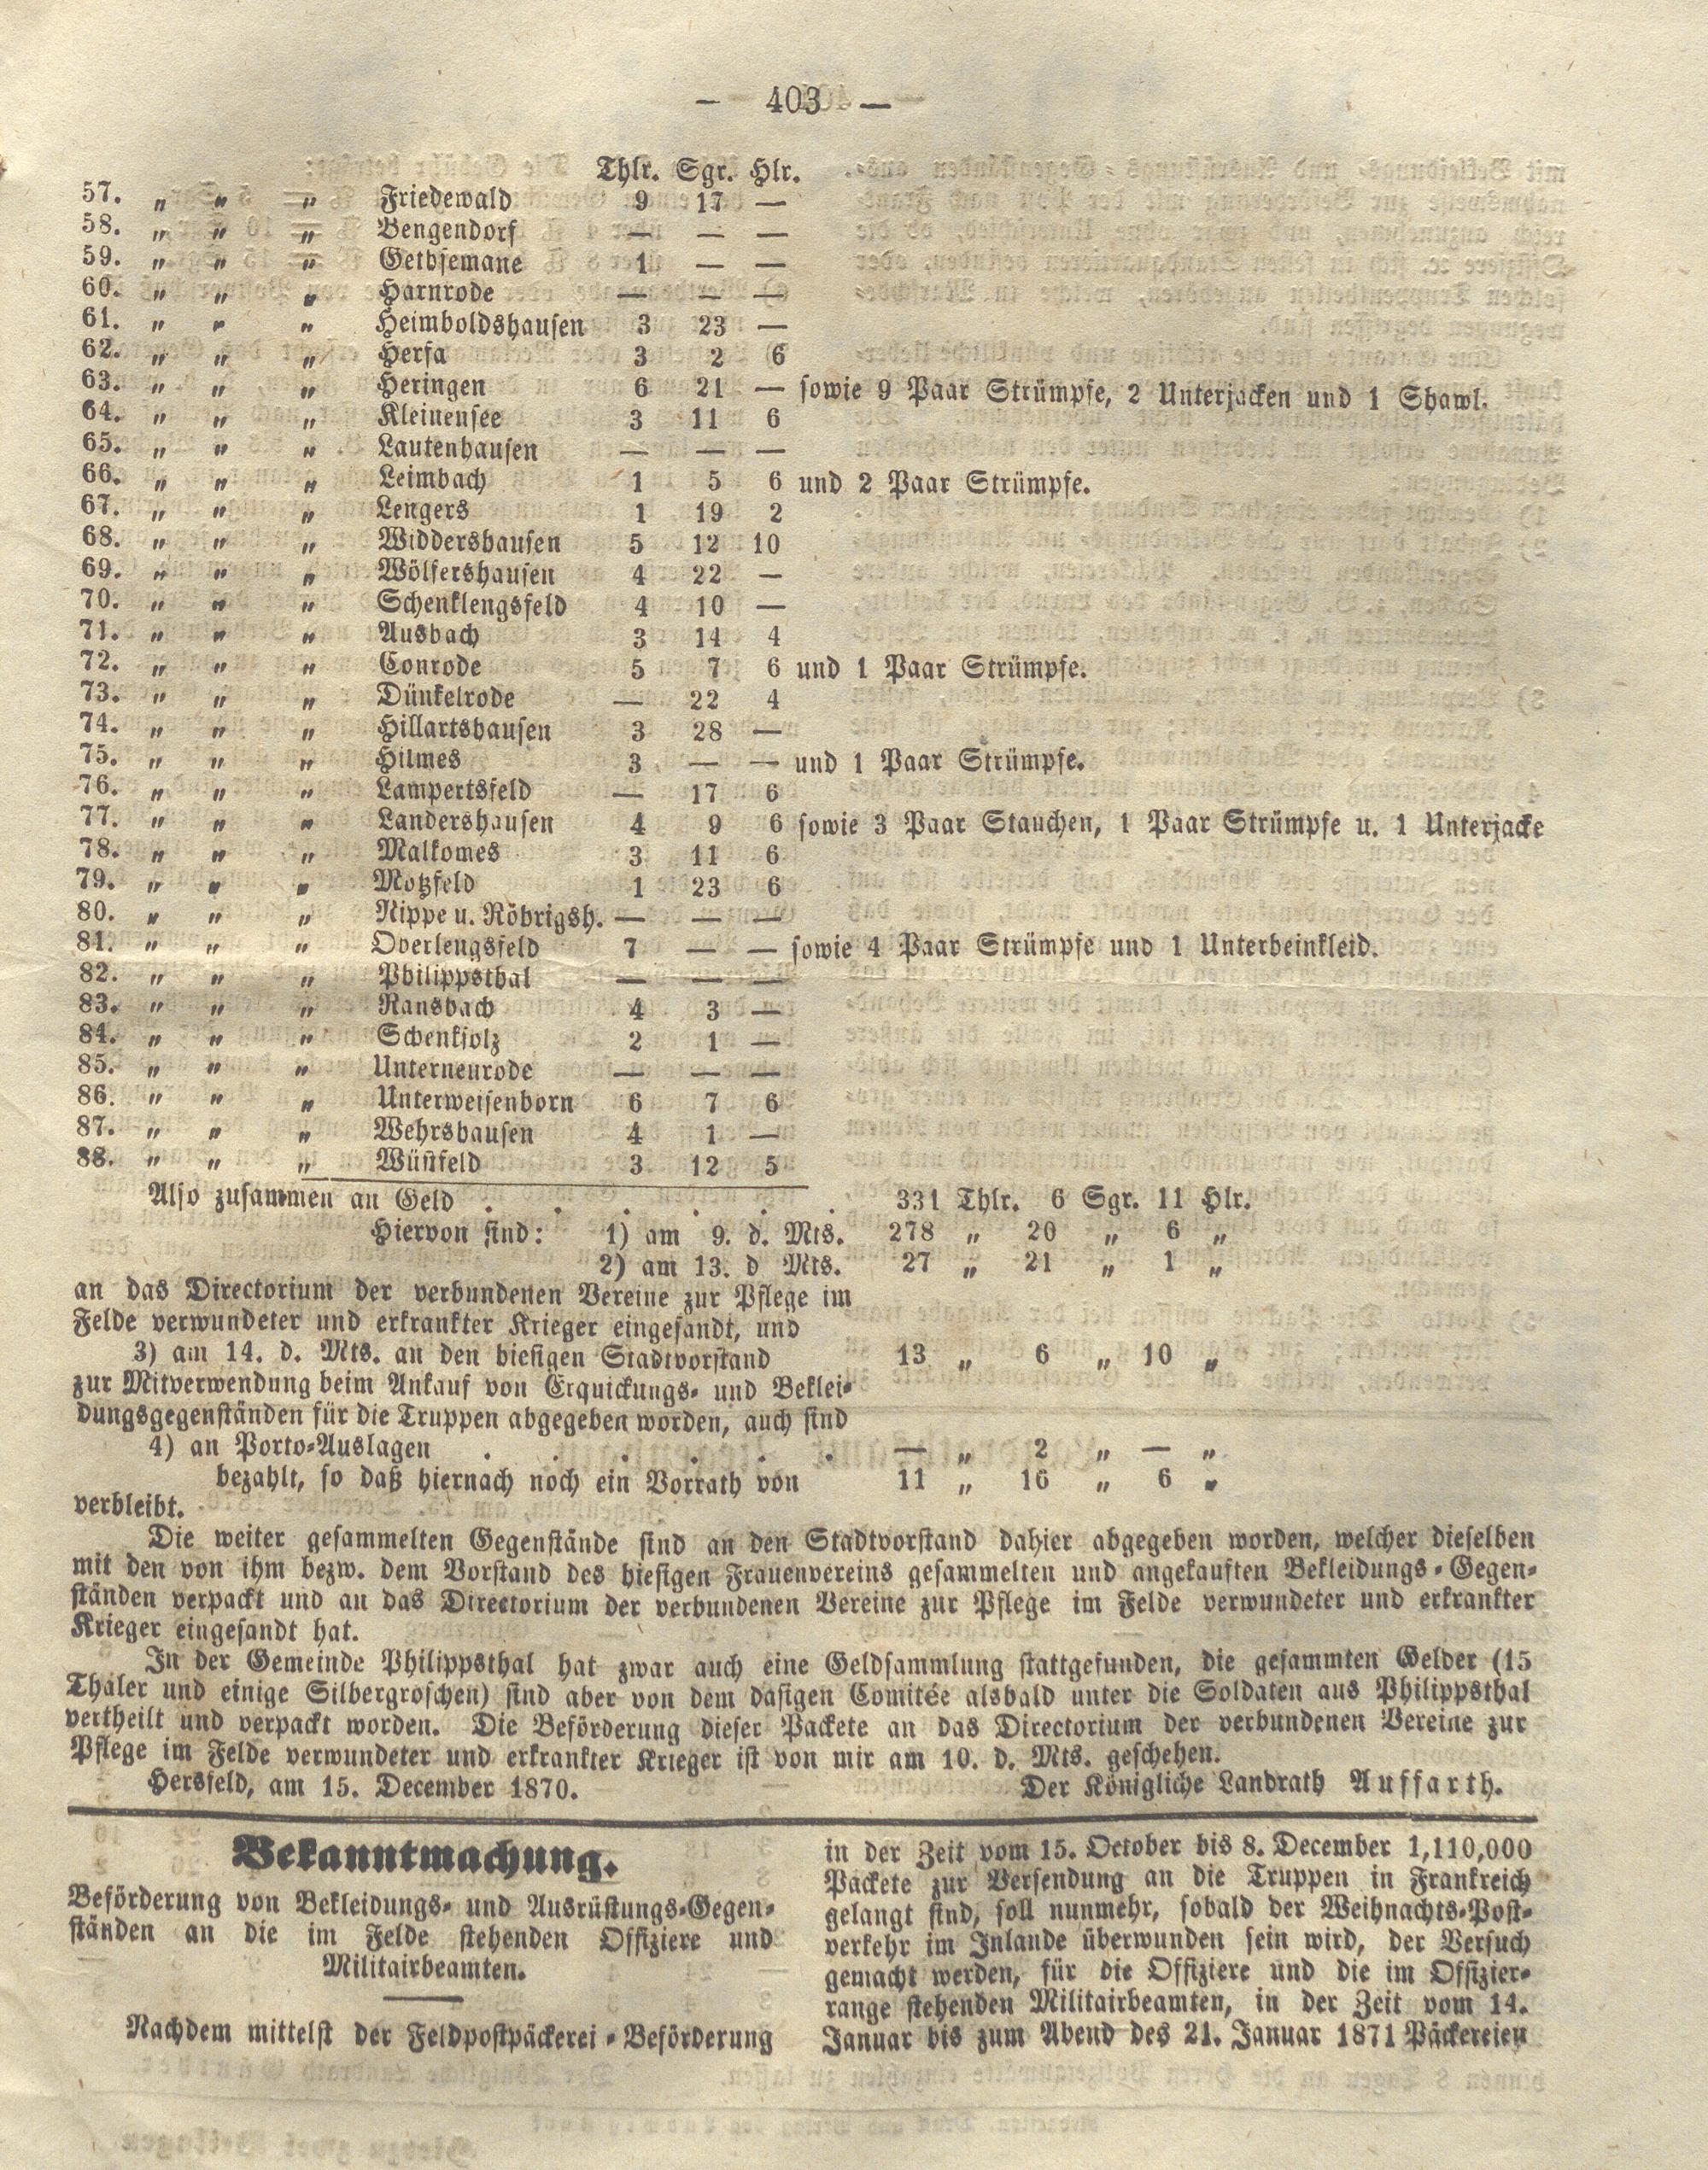 — 403 —
Thlr. Sgr. Hlr.
57. „ „ „ Friedewald 9 17 —
58. „ „ „ Bengendorf — — —
59. „ „ „ Gethsemane 1 — —
60. „ „ „ Harnrode — — —
61. „ „ „ Heimboldshausen 3 23 —
62. „ „ „ Herfa 3 2 6
63. „ „ „ Heringen 6 21 — sowie 9 Paar Strümpfe, 2 Unterjacken und 1 Shawl.
64. „ „ „ Kleinensee 3 11 6
65. „ „ „ Lautenhausen — — —
66. „ „ „ Leimbach 1 5 6 und 2 Paar Strümpfe.
67. „ „ „ Lengers 1 19 2
68. „ „ „ Widdershausen 5 12 10
69. „ „ „ Wölfershausen 4 22 —
70. „ „ „ Schenklengsfeld 4 10 —
71. „ „ „ Ausbach 3 14 4
72. „ „ „ Conrode 5 7 6 und 1 Paar Strümpfe.
73. „ „ „ Dünkelrode — 22 4
74. „ „ „ Hillartshausen 3 28 —
75. „ „ „ Hilmes 3 — — und 1 Paar Strümpfe.
76. „ „ „ Lampertsfeld — 17 6
77. „ „ „ Landershausen 4 9 6 sowie 3 Paar Stauchen, 1 Paar Strümpfe u. 1 Unterjacke
78. „ „ „ Malkomes 3 11 6
79. „ „ „ Motzfeld 1 23 6
80. „ „ „ Nippe u. Röhrigsh. — — —
81. „ „ „ Oberlengsfeld 7 — — sowie 4 Paar Strümpfe und 1 Unterbeinkleid.
82. „ „ „ Philippsthal — — —
83. „ „ „ Ransbach 4 3 —
84. „ „ „ Schenksolz 2 1 —
85. „ „ „ Unterneurode — — —
86. „ „ „ Unterweisenborn 6 7 6
87. „ „ „ Wehrshausen 4 1 —
88. „ „ „ Wüstfeld 3 12 5
Also zusammen an Geld . . . . . . 331 Thlr. 6 Sgr. 11 Hlr.
Hiervon sind: 1) am 9. d. Mts. 278 „ 20 „ 6 „
2) am 13. d Mts. 27 „ 21 „ 1 „
an das Directorium der verbundenen Vereine zur Pflege im
Felde verwundeter und erkrankter Krieger eingesandt, und
3) am 14. d. Mts. an den hiesigen Stadtvorstand 13 „ 6 „ 10 „
zur Mitverwendung beim Ankauf von Erquickungs- und Beklei-
dungsgegenständen für die Truppen abgegeben worden, auch sind
4) an Porto-Auslagen . . . . . . — „ 2 „ — „
bezahlt, so daß hiernach noch ein Vorrath von 11 „ 16 „ 6 „
verbleibt.
Die weiter gesammelten Gegenstände sind an den Stadtvorstand dahier abgegeben worden, welcher dieselben
mit den von ihm bezw. dem Vorstand des hiesigen Frauenvereins gesammelten und angekauften Bekleidungs-Gegen-
ständen verpackt und an das Directorium der verbundenen Vereine zur Pflege im Felde verwundeter und erkrankter
Krieger eingesandt hat.
In der Gemeinde Philippsthal hat zwar auch eine Geldsammlung stattgefunden, die gesammten Gelder (15
Thaler und einige Silbergroschen) sind aber von dem dasigen Comitée alsbald unter die Soldaten aus Philippsthal
vertheilt und verpackt worden. Die Beförderung dieser Packete an das Directorium der verbundenen Vereine zur
Pflege im Felde verwundeter und erkrankter Krieger ist von mir am 10. d. Mts. geschehen.
Hersfeld, am 15. December 1870. Der Königliche Landrath Auffarth.
Bekanntmachung.
Beförderung von Bekleidungs- und Ausrüstungs-Gegen-
ständen an die im Felde stehenden Offiziere und
Militairbeamten.
Nachdem mittelst der Feldpostpäckerei-Beförderung
in der Zeit vom 15. October bis 8. December 1,110,000
Packete zur Versendung an die Truppen in Frankreich
gelangt sind, soll nunmehr, sobald der Weihnachts-Post-
verkehr im Inlande überwunden sein wird, der Versuch
gemacht werden, für die Offiziere und die im Offizier-
range stehenden Militairbeamten, in der Zeit vom 14.
Januar bis zum Abend des 21. Januar 1871 Päckereien